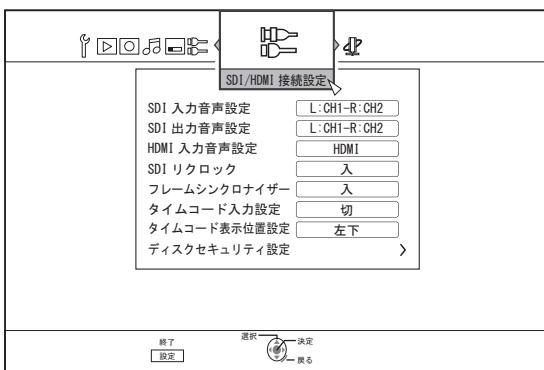 SDI/HDMI 接続設定
SDI 入力音声設定 L:CH1-R:CH2
SDI 出力音声設定 L:CH1-R:CH2
HDMI 入力音声設定 HDMI
SDI リクロック 入
フレームシンクロナイザー 入
タイムコード入力設定 切
タイムコード表示位置設定 左下
ディスクセキュリティ設定
選択
終了 決定
設定
戻る